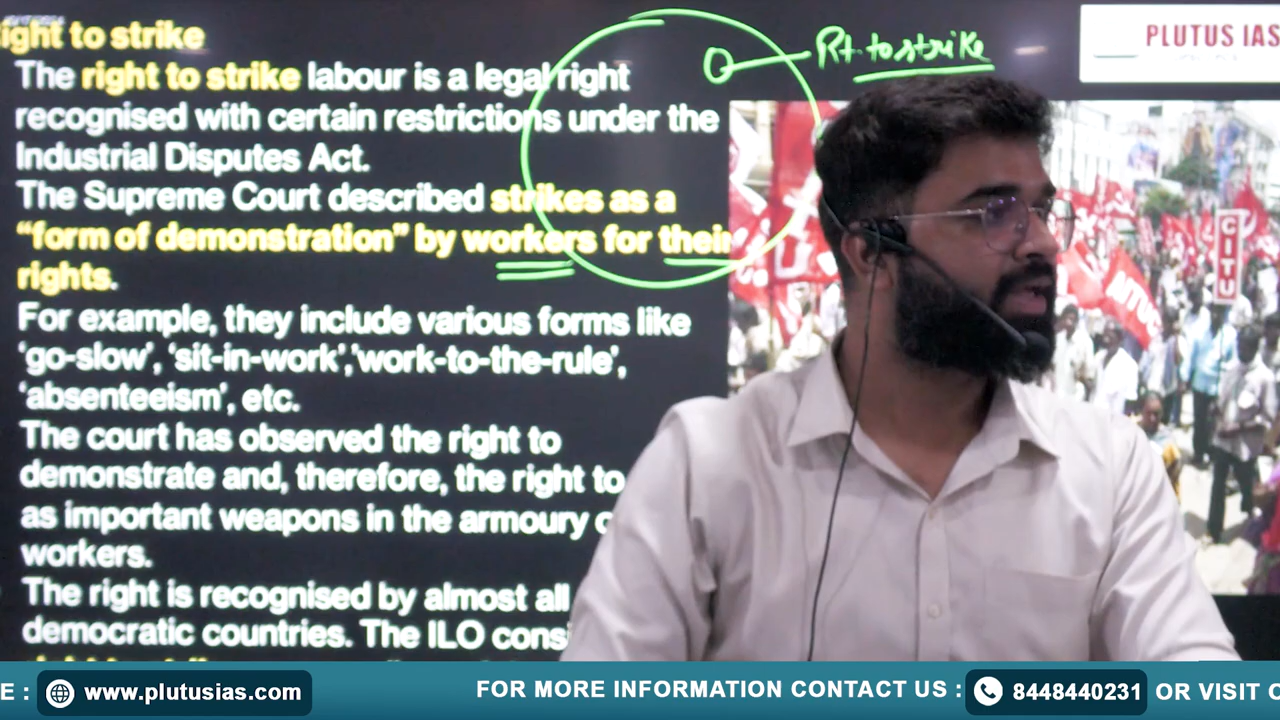 ight to strike
The right to strike labour is a legal right
recognised with certain restrictions under the
Industrial Disputes Act.
The Supreme Court described strikes as a
“form of demonstration” by workers for their
rights.
For example, they include various forms like
‘go-slow’, ‘sit-in-work’,’work-to-the-rule’,
‘absenteeism’, etc.
The court has observed the right to
demonstrate and, therefore, the right to
as important weapons in the armoury
workers.
The right is recognised by almost all
democratic countries. The ILO
Rt. to strike
PLUTUS IAS
CITU
E : www.plutusias.com
FOR MORE INFORMATION CONTACT US : 8448440231 OR VISIT